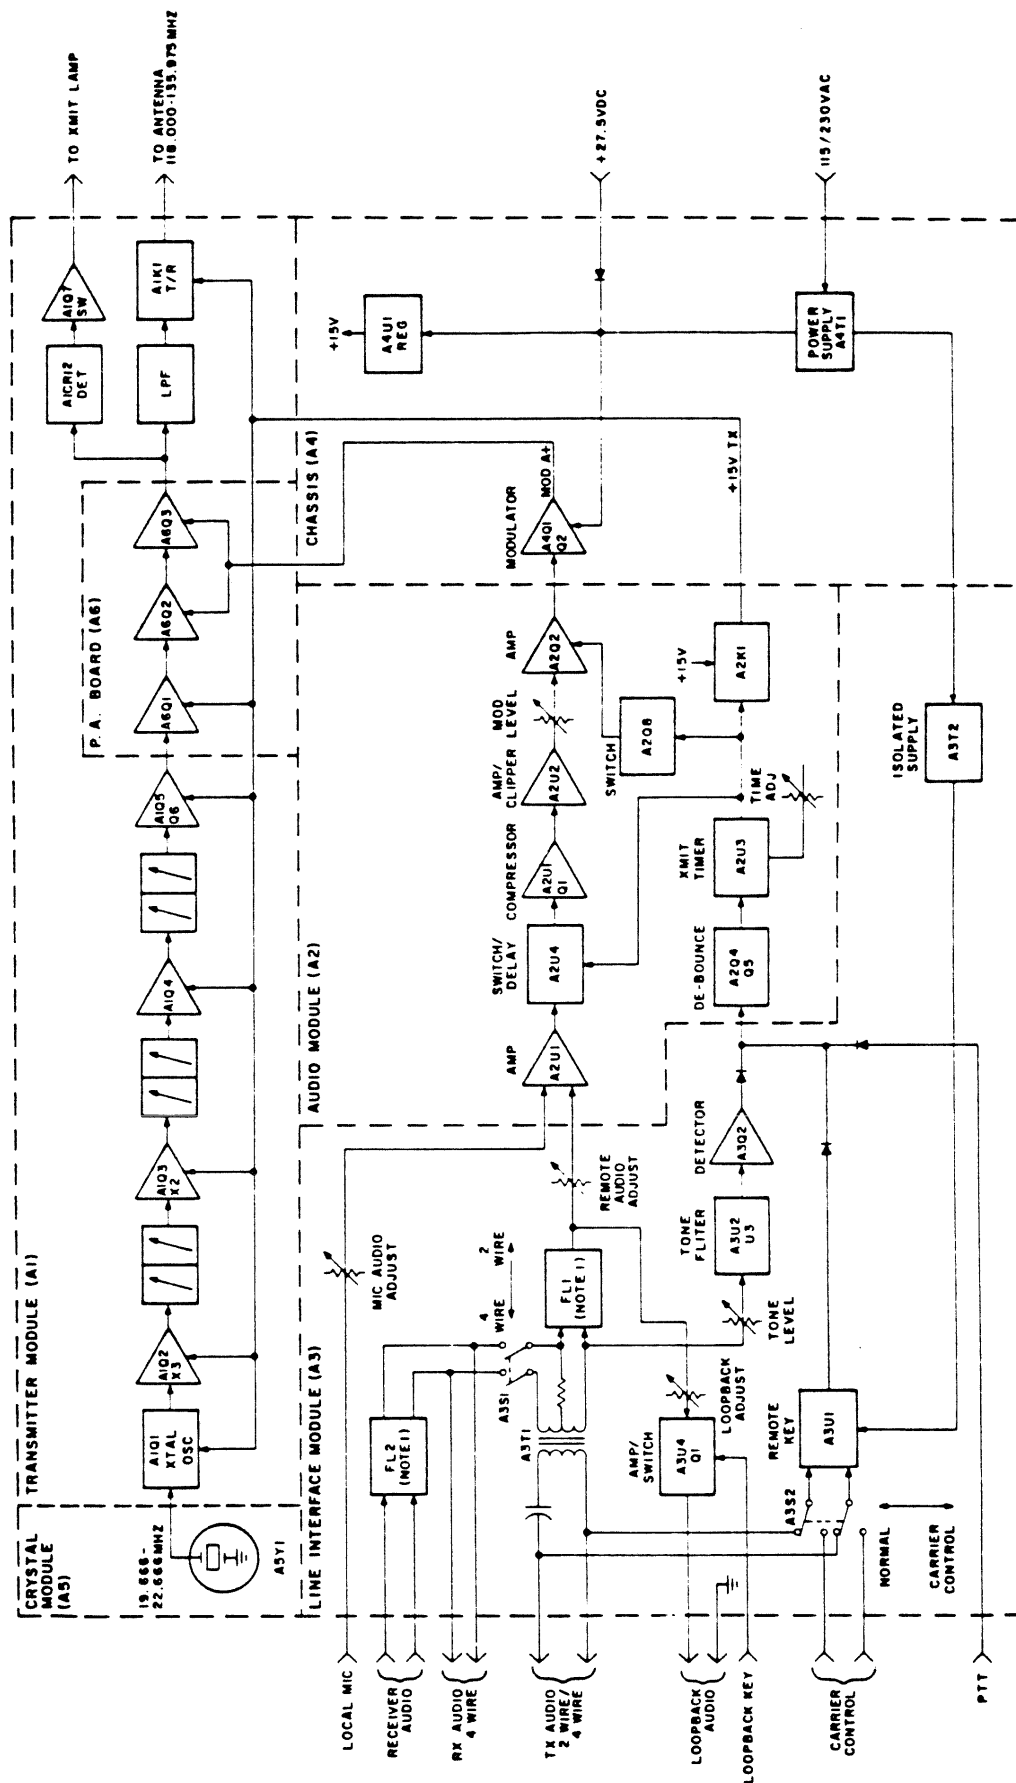 CRYSTAL
MODULE
(A5)
19.666-
22.666MHZ
A5Y1
TRANSMITTER MODULE (A1)
A1Q1
XTAL
OSC
A1Q2
X3
A1Q3
X2
A1Q4
A1Q5
Q6
P.A. BOARD (A6)
A6Q1
A6Q2
A6Q3
A1CR12
DET
LPF
A1Q7
SW
A1K1
T/R
TO XMIT LAMP
TO ANTENNA
118.000-135.975MHZ
CHASSIS (A4)
LINE INTERFACE MODULE (A3)
AUDIO MODULE (A2)
LOCAL MIC
MIC AUDIO
ADJUST
RECEIVER
AUDIO
FL2
(NOTE 1)
RX AUDIO
4 WIRE
A3S1
4
WIRE
2
WIRE
TX AUDIO
2 WIRE/
4 WIRE
A3T1
FL1
(NOTE 1)
REMOTE
AUDIO
ADJUST
AMP
A2U1
SWITCH/
DELAY
A2U4
COMPRESSOR
A2U1
Q1
AMP/
CLIPPER
A2U2
MOD
LEVEL
AMP
A2Q2
MODULATOR
A4Q1
Q2
MOD A+
+15V
A4U1
REG
+27.5VDC
LOOPBACK
AUDIO
LOOPBACK KEY
AMP/
SWITCH
A3U4
Q1
LOOPBACK
ADJUST
TONE
LEVEL
TONE
FLITER
A3U2
U3
DETECTOR
A3Q2
DE-BOUNCE
A2Q4
Q5
XMIT
TIMER
A2U3
TIME
ADJ
SWITCH
A2Q8
+15V
A2K1
+15V TX
POWER
SUPPLY
A4T1
115/230VAC
CARRIER
CONTROL
A3S2
NORMAL
CARRIER
CONTROL
REMOTE
KEY
A3U1
ISOLATED
SUPPLY
A3T2
PTT